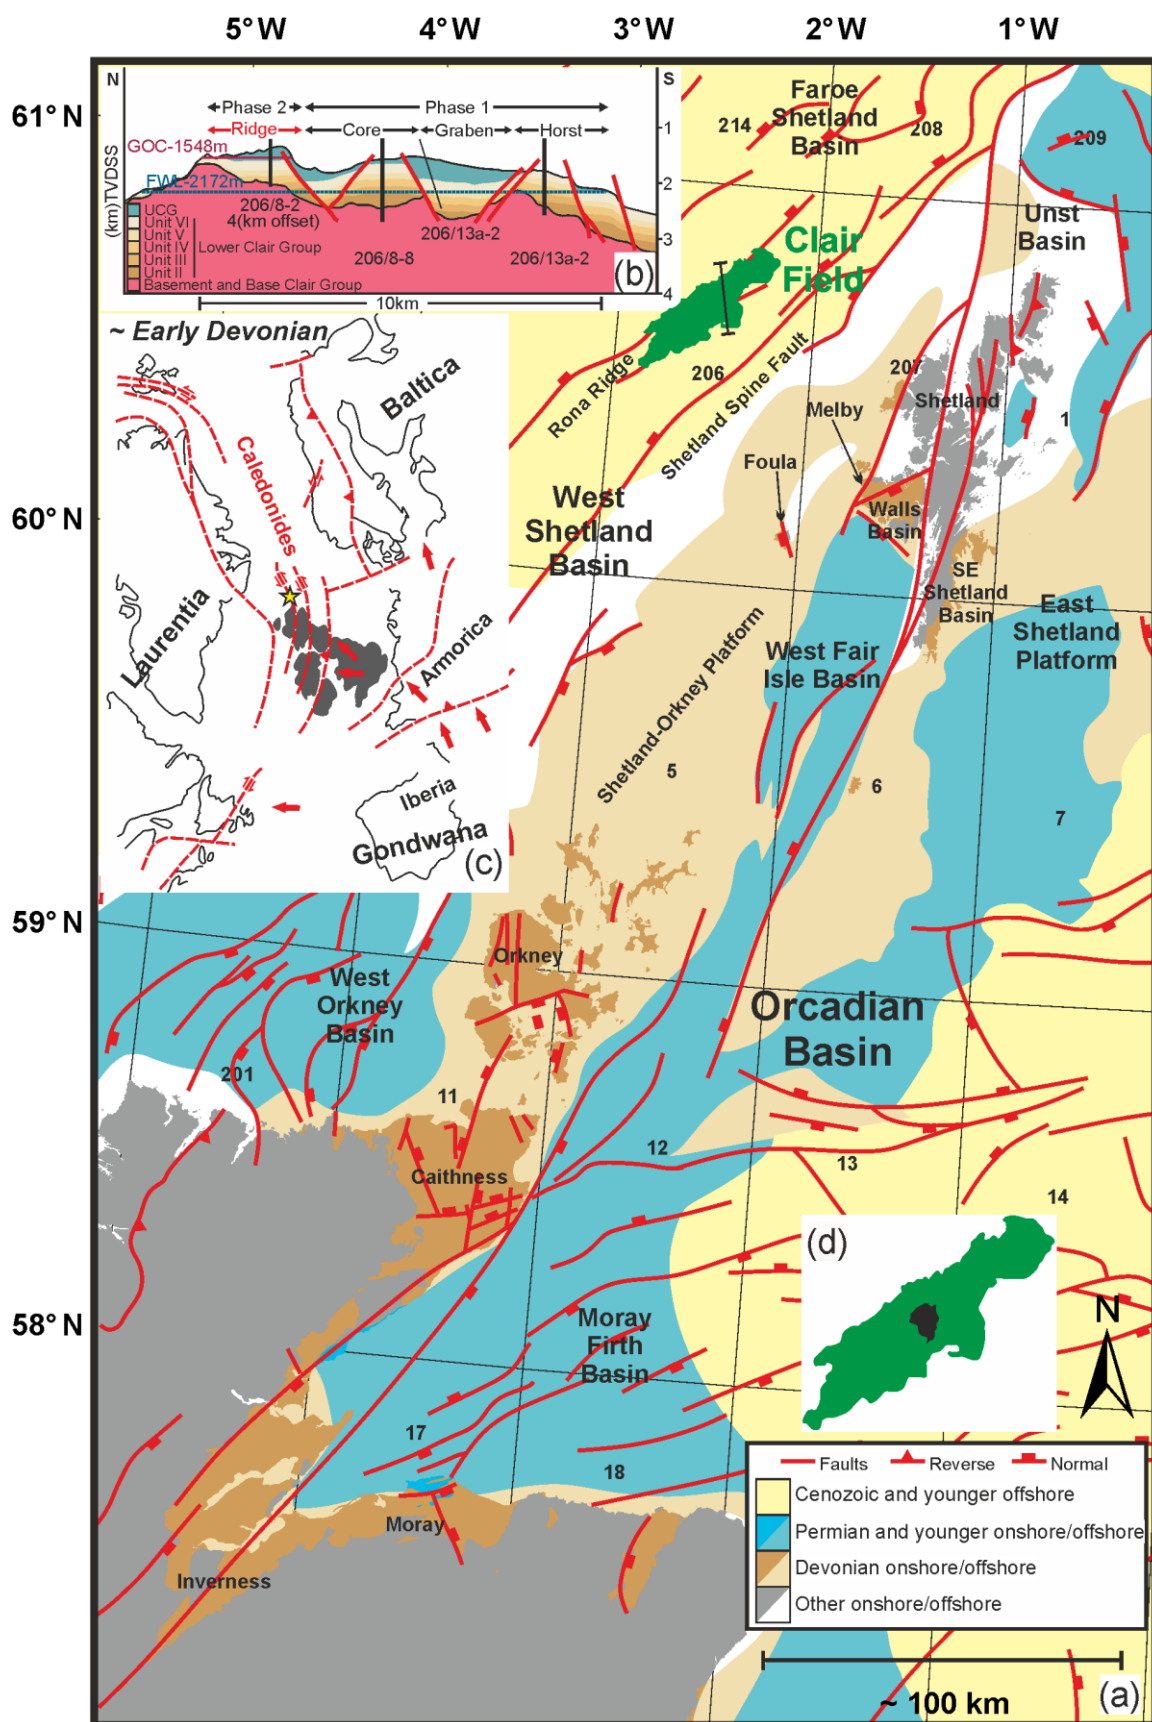 5°W 4°W 3°W 2°W 1°W
61°N
60°N
59°N
58°N
N
S
Phase 2
Phase 1
Ridge
Core
Graben
Horst
GOC-1548m
FWL-2172m
(km)TVDSS
-1
-2
-3
-4
206/8-2
4(km offset)
206/8-8
206/13a-2
206/13a-2
UCG
Unit VI
Unit V
Unit IV
Unit III
Unit II
Lower Clair Group
Basement and Base Clair Group
(b)
10km
~ Early Devonian
Baltica
Caledonides
Laurentia
Armorica
Iberia
Gondwana
(c)
214
Faroe
Shetland
Basin
208
209
Unst
Basin
Clair
Field
206
207
Rona Ridge
Shetland Spine Fault
Shetland
Melby
Foula
1
West
Shetland
Basin
Walls
Basin
SE
Shetland
Basin
East
Shetland
Platform
West Fair
Isle Basin
Shetland-Orkney Platform
5
6
7
Orkney
West
Orkney
Basin
Orcadian
Basin
201
11
12
13
14
Caithness
(d)
N
Moray
Firth
Basin
17
18
Moray
Inverness
Faults Reverse Normal
Cenozoic and younger offshore
Permian and younger onshore/offshore
Devonian onshore/offshore
Other onshore/offshore
~ 100 km
(a)